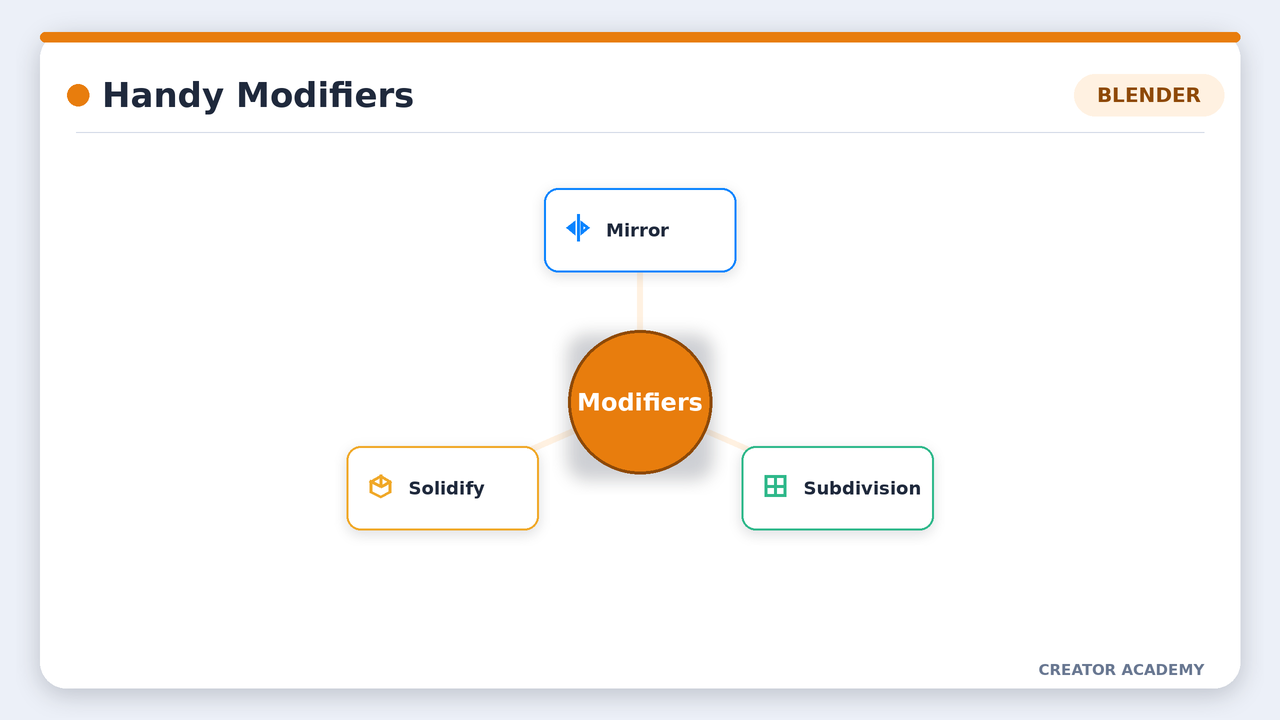 Handy Modifiers
BLENDER
Mirror
Modifiers
Solidify
Subdivision
CREATOR ACADEMY